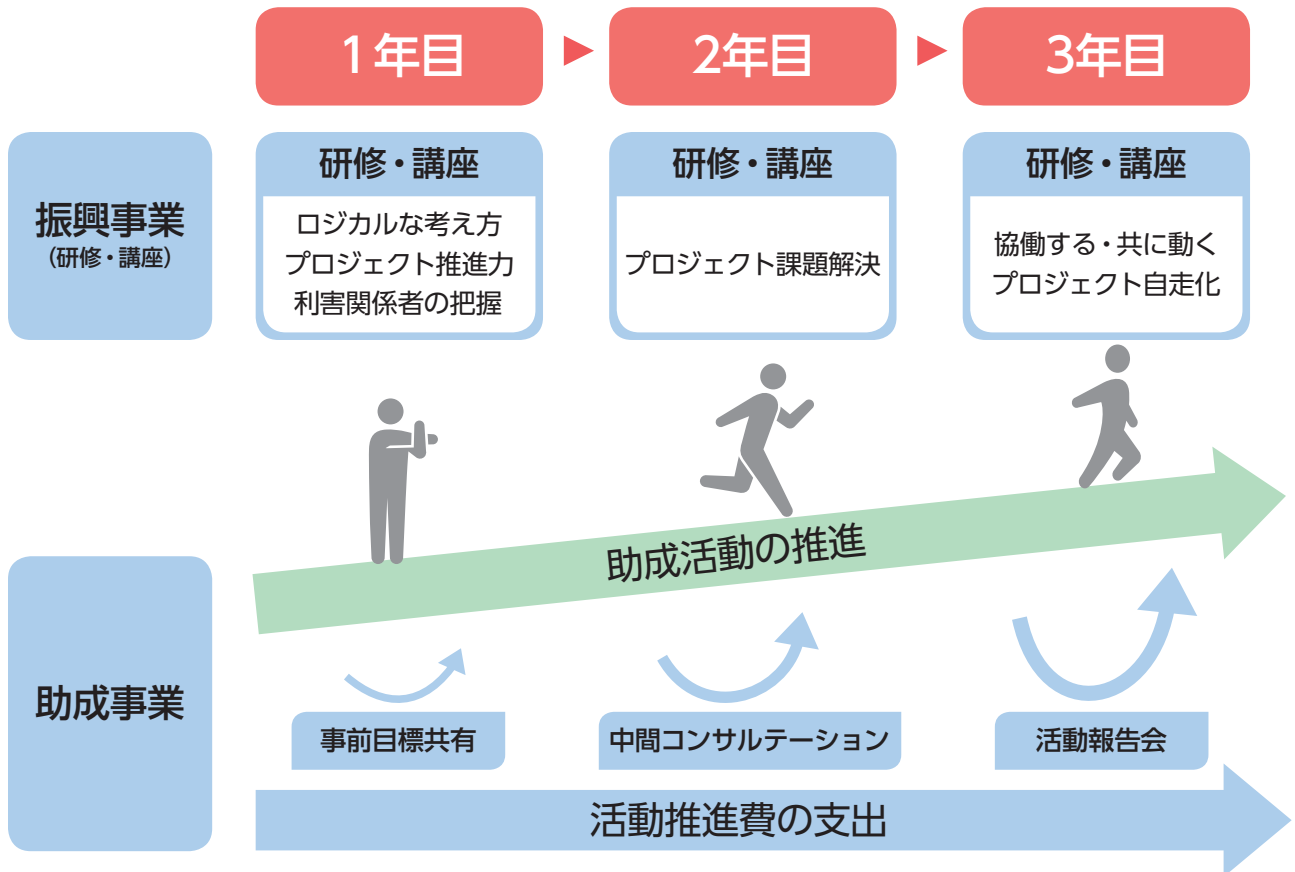 1年目
2年目
3年目
振興事業
（研修・講座）
研修・講座
ロジカルな考え方
プロジェクト推進力
利害関係者の把握
研修・講座
プロジェクト課題解決
研修・講座
協働する・共に動く
プロジェクト自走化
助成事業
助成活動の推進
事前目標共有
中間コンサルテーション
活動報告会
活動推進費の支出